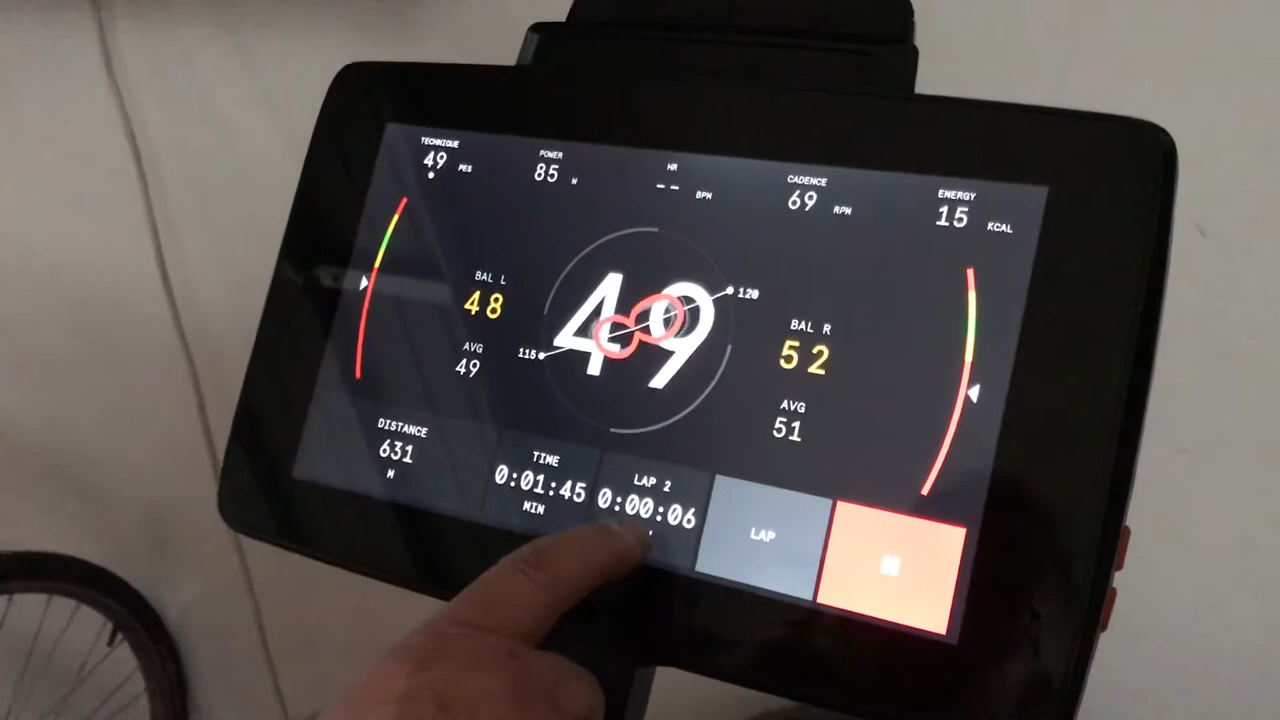 TECHNIQUE
49 PES
POWER
85 W
HR
-- BPM
CADENCE
69 RPM
ENERGY
15 KCAL
BAL L
48
AVG
49
49
115
120
BAL R
52
AVG
51
DISTANCE
631
M
TIME
0:01:45
MIN
LAP 2
0:00:06
LAP